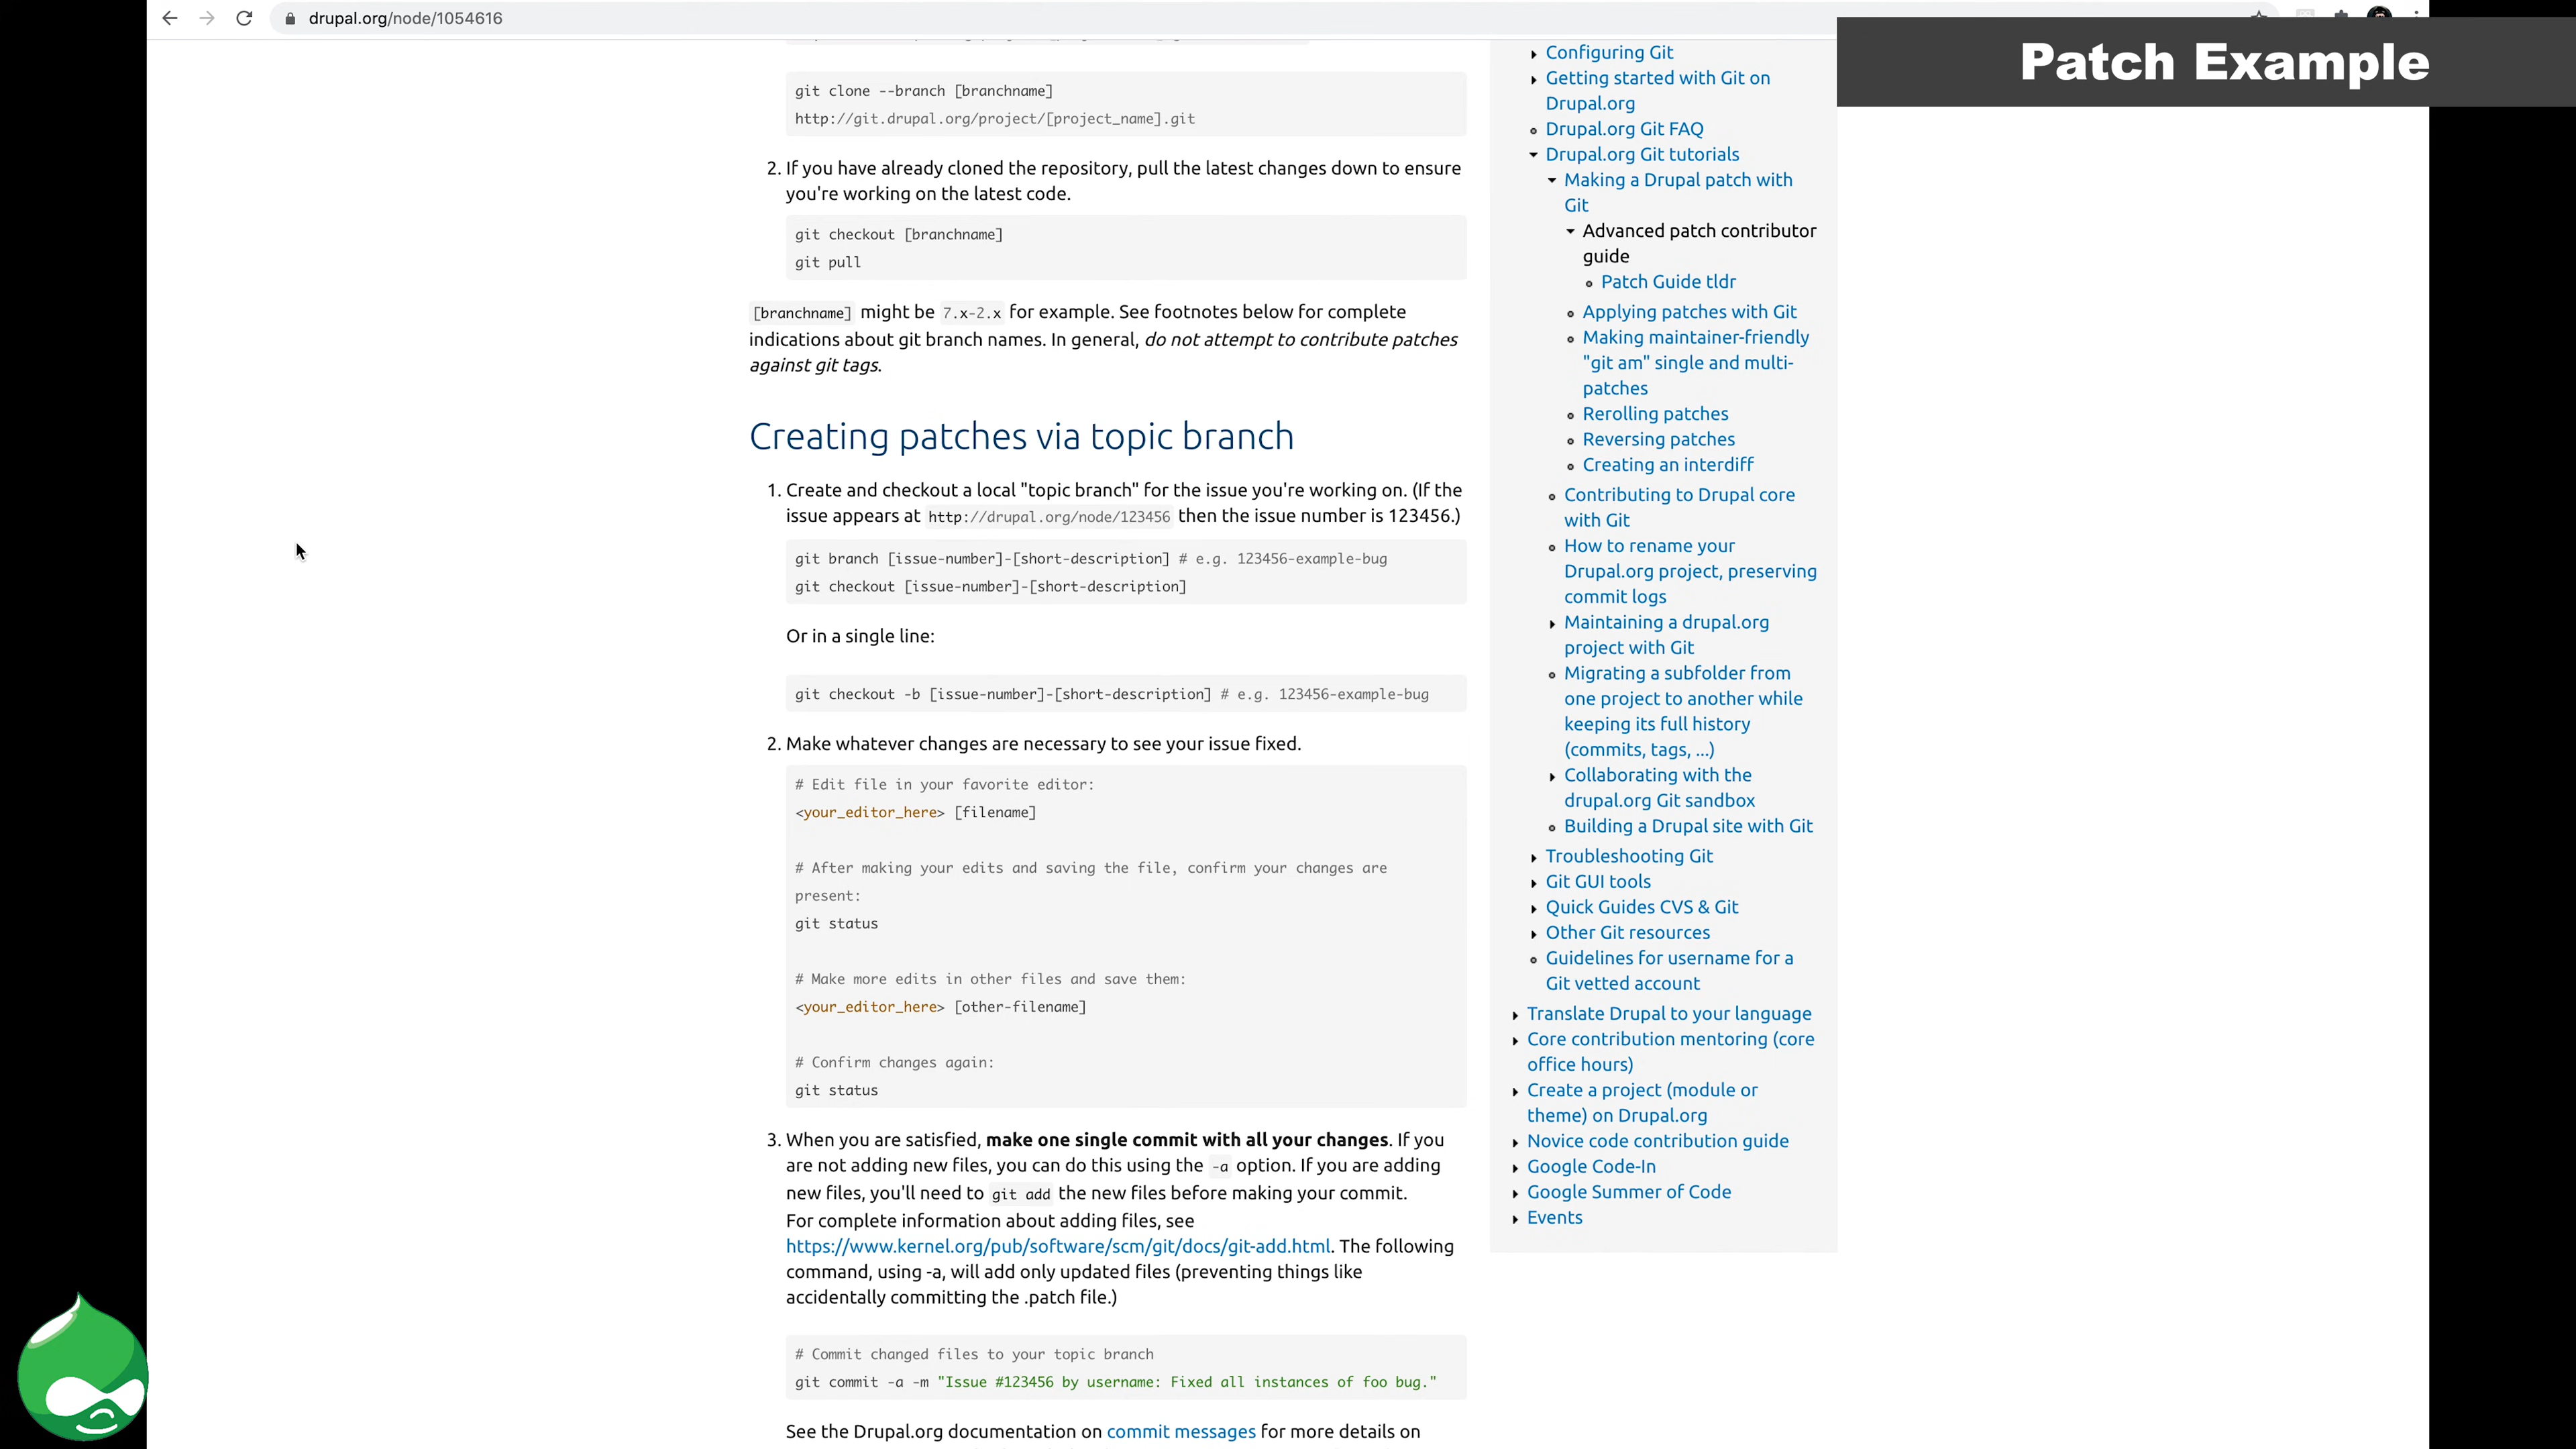 drupal.org/node/1054616
Patch Example
git clone --branch [branchname]
http://git.drupal.org/project/[project_name].git
2. If you have already cloned the repository, pull the latest changes down to ensure
you're working on the latest code.
git checkout [branchname]
git pull
[branchname] might be 7.x-2.x for example. See footnotes below for complete
indications about git branch names. In general, do not attempt to contribute patches
against git tags.
Creating patches via topic branch
1. Create and checkout a local "topic branch" for the issue you're working on. (If the
issue appears at http://drupal.org/node/123456 then the issue number is 123456.)
git branch [issue-number]-[short-description] # e.g. 123456-example-bug
git checkout [issue-number]-[short-description]
Or in a single line:
git checkout -b [issue-number]-[short-description] # e.g. 123456-example-bug
2. Make whatever changes are necessary to see your issue fixed.
# Edit file in your favorite editor:
<your_editor_here> [filename]
# After making your edits and saving the file, confirm your changes are
present:
git status
# Make more edits in other files and save them:
<your_editor_here> [other-filename]
# Confirm changes again:
git status
3. When you are satisfied, make one single commit with all your changes. If you
are not adding new files, you can do this using the -a option. If you are adding
new files, you'll need to git add the new files before making your commit.
For complete information about adding files, see
https://www.kernel.org/pub/software/scm/git/docs/git-add.html. The following
command, using -a, will add only updated files (preventing things like
accidentally committing the .patch file.)
# Commit changed files to your topic branch
git commit -a -m "Issue #123456 by username: Fixed all instances of foo bug."
See the Drupal.org documentation on commit messages for more details on
Configuring Git
Getting started with Git on
Drupal.org
Drupal.org Git FAQ
Drupal.org Git tutorials
Making a Drupal patch with
Git
Advanced patch contributor
guide
Patch Guide tldr
Applying patches with Git
Making maintainer-friendly
"git am" single and multi-
patches
Rerolling patches
Reversing patches
Creating an interdiff
Contributing to Drupal core
with Git
How to rename your
Drupal.org project, preserving
commit logs
Maintaining a drupal.org
project with Git
Migrating a subfolder from
one project to another while
keeping its full history
(commits, tags, ...)
Collaborating with the
drupal.org Git sandbox
Building a Drupal site with Git
Troubleshooting Git
Git GUI tools
Quick Guides CVS & Git
Other Git resources
Guidelines for username for a
Git vetted account
Translate Drupal to your language
Core contribution mentoring (core
office hours)
Create a project (module or
theme) on Drupal.org
Novice code contribution guide
Google Code-In
Google Summer of Code
Events